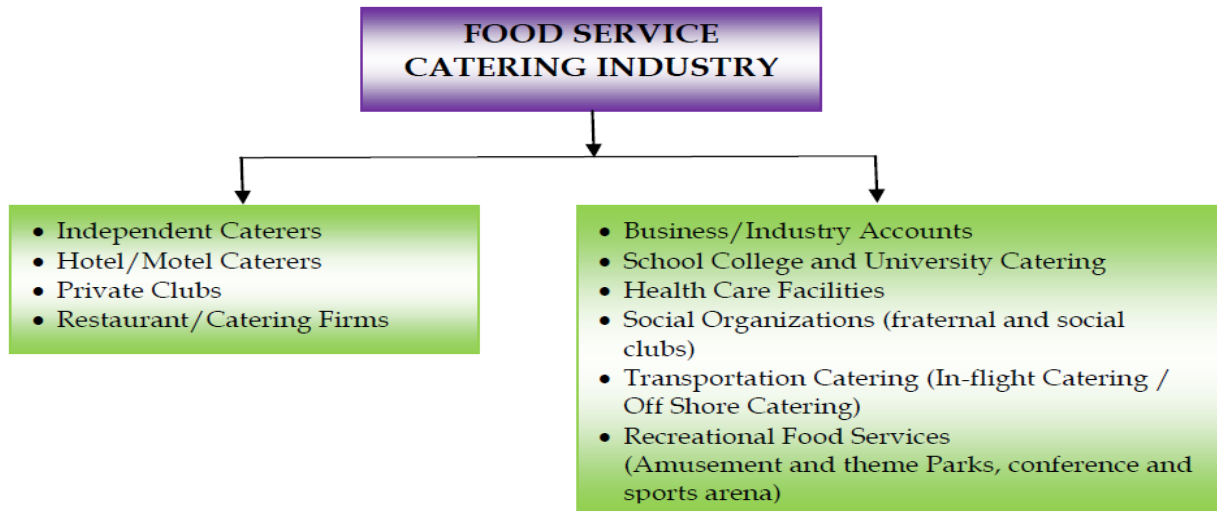 FOOD SERVICE
CATERING INDUSTRY
• Independent Caterers
• Hotel/Motel Caterers
• Private Clubs
• Restaurant/Catering Firms
• Business/Industry Accounts
• School College and University Catering
• Health Care Facilities
• Social Organizations (fraternal and social
clubs)
• Transportation Catering (In-flight Catering /
Off Shore Catering)
• Recreational Food Services
(Amusement and theme Parks, conference and
sports arena)